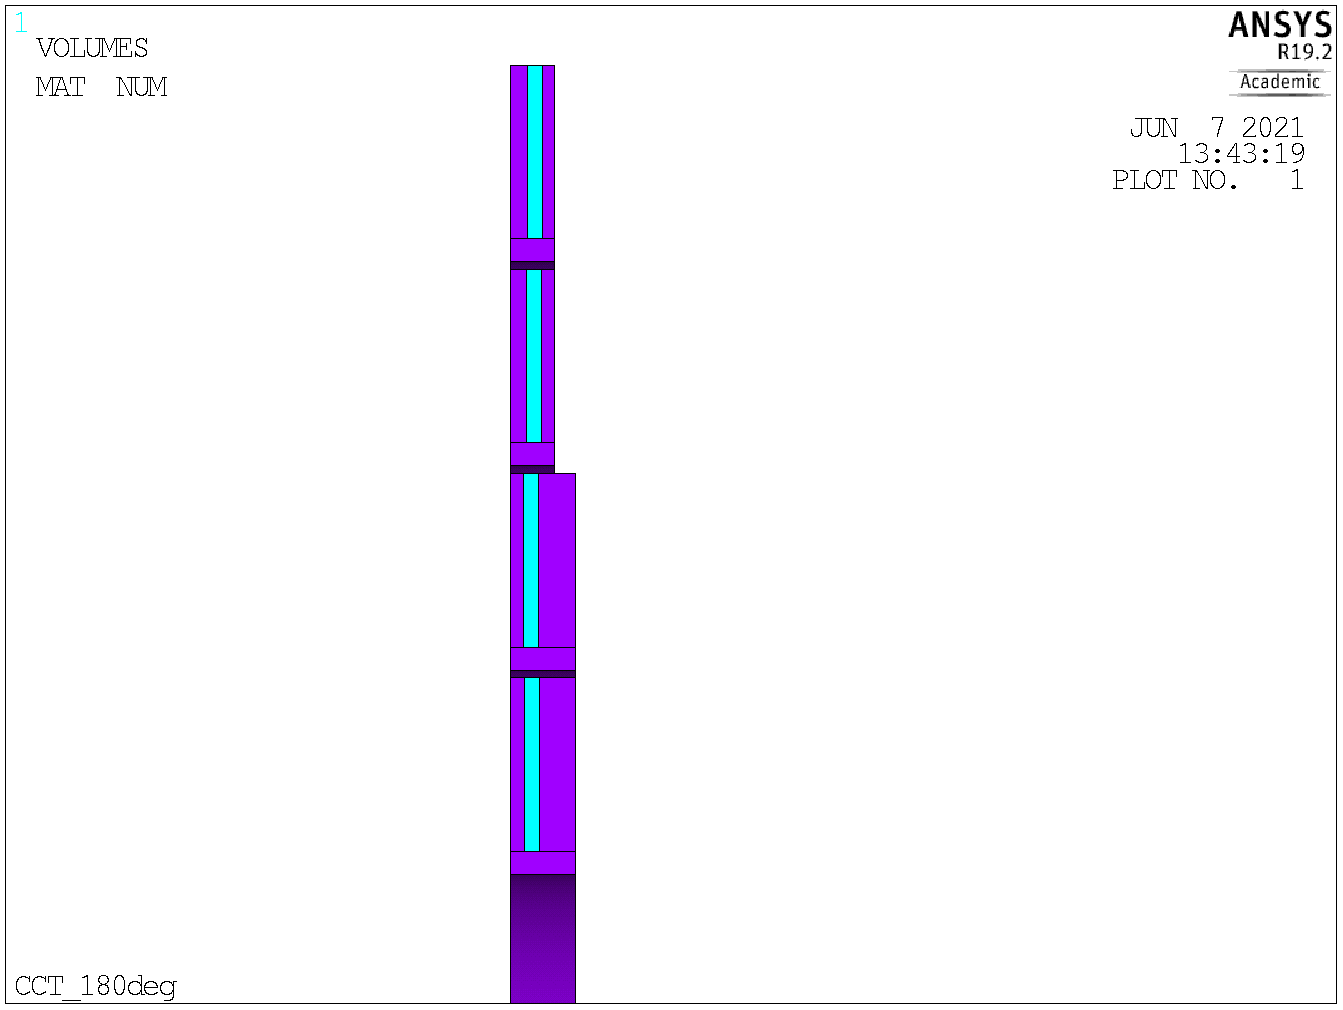 1
VOLUMES
MAT NUM
ANSYS
R19.2
Academic
JUN 7 2021
13:43:19
PLOT NO. 1
CCT_180deg